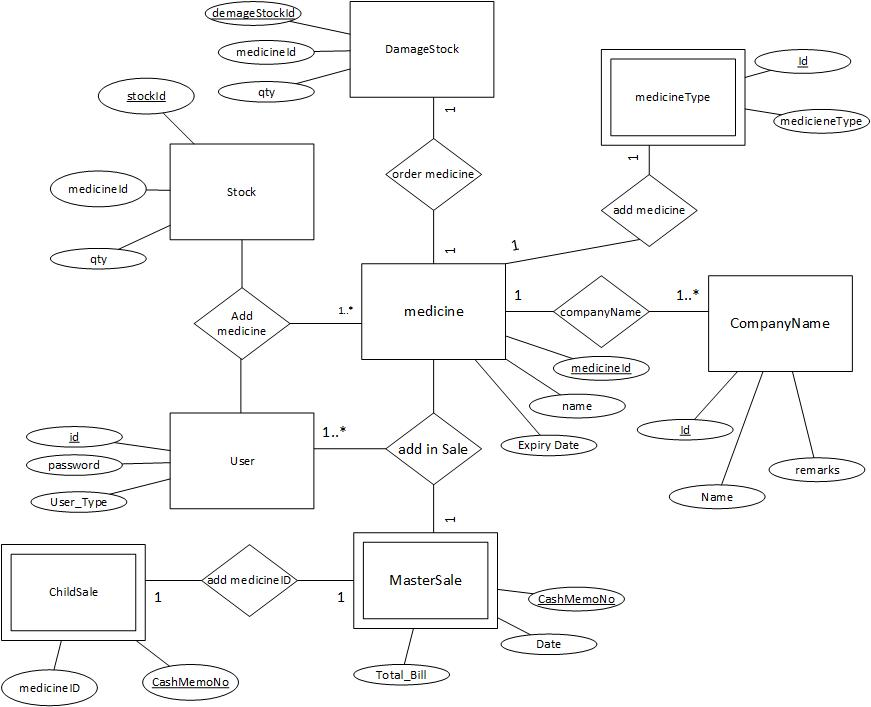 demageStockId
DamageStock
medicineId
qty
1
medicineType
Id
medicieneType
1
stockId
Stock
medicineId
qty
order medicine
add medicine
1
1
Add
medicine
1..*
medicine
1
companyName
1..*
CompanyName
medicineId
name
Expiry Date
Id
Name
remarks
id
password
User_Type
User
1..*
add in Sale
1
ChildSale
1
add medicineID
1
MasterSale
CashMemoNo
Date
Total_Bill
medicineID
CashMemoNo